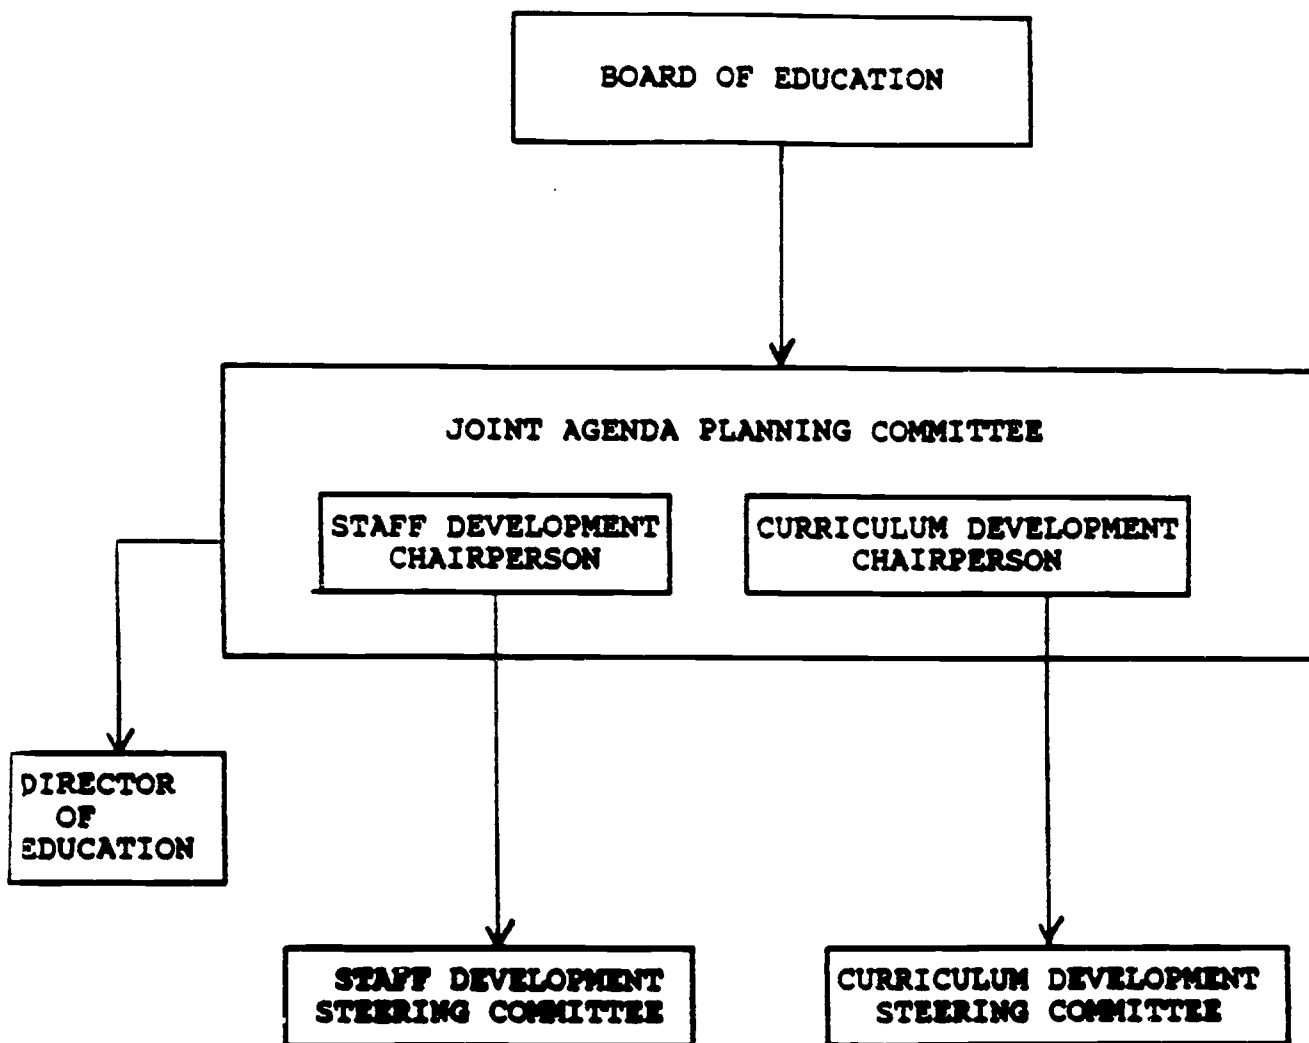 BOARD OF EDUCATION
JOINT AGENDA PLANNING COMMITTEE
STAFF DEVELOPMENT
CHAIRPERSON
CURRICULUM DEVELOPMENT
CHAIRPERSON
DIRECTOR
OF
EDUCATION
STAFF DEVELOPMENT
STEERING COMMITTEE
CURRICULUM DEVELOPMENT
STEERING COMMITTEE